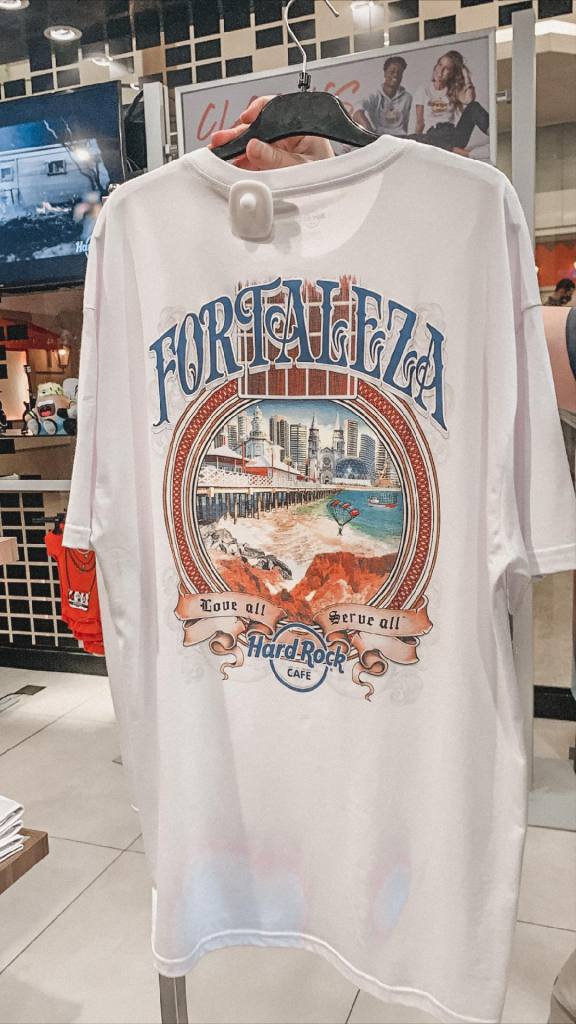 FORTALEZA
Love all
Serve all
Hard Rock
CAFE